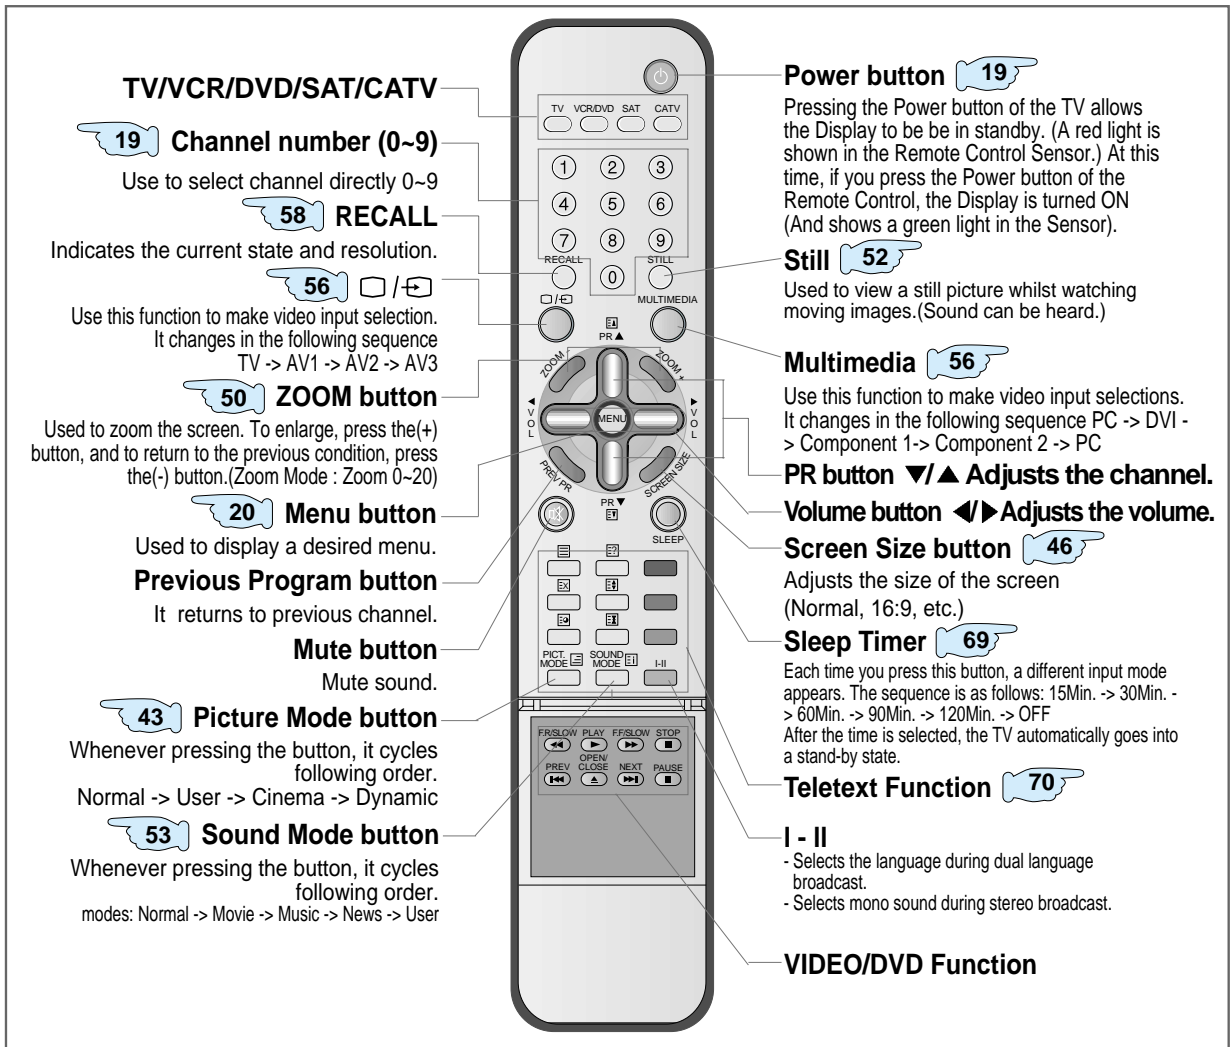 TV/VCR/DVD/SAT/CATV
19 Channel number (0~9)
Use to select channel directly 0~9
58 RECALL
Indicates the current state and resolution.
56 /
Use this function to make video input selection.
It changes in the following sequence
TV -> AV1 -> AV2 -> AV3
50 ZOOM button
Used to zoom the screen. To enlarge, press the(+)
button, and to return to the previous condition, press
the(-) button.(Zoom Mode : Zoom 0~20)
20 Menu button
Used to display a desired menu.
Previous Program button
It returns to previous channel.
Mute button
Mute sound.
43 Picture Mode button
Whenever pressing the button, it cycles
following order.
Normal -> User -> Cinema -> Dynamic
53 Sound Mode button
Whenever pressing the button, it cycles
following order.
modes: Normal -> Movie -> Music -> News -> User
TV VCR/DVD SAT CATV
1 2 3
4 5 6
7 8 9
RECALL 0 STILL
/ MULTIMEDIA
PR ▲
ZOOM - ZOOM +
◀ VOL MENU ▶ VOL
PREV PR SCREEN SIZE
PR ▼
SLEEP
PICT. MODE SOUND MODE I-II
F.R/SLOW PLAY F.F/SLOW STOP
PREV OPEN/CLOSE NEXT PAUSE
Power button 19
Pressing the Power button of the TV allows
the Display to be be in standby. (A red light is
shown in the Remote Control Sensor.) At this
time, if you press the Power button of the
Remote Control, the Display is turned ON
(And shows a green light in the Sensor).
Still 52
Used to view a still picture whilst watching
moving images.(Sound can be heard.)
Multimedia 56
Use this function to make video input selections.
It changes in the following sequence PC -> DVI -
> Component 1-> Component 2 -> PC
PR button ▼/▲ Adjusts the channel.
Volume button ◀/▶ Adjusts the volume.
Screen Size button 46
Adjusts the size of the screen
(Normal, 16:9, etc.)
Sleep Timer 69
Each time you press this button, a different input mode
appears. The sequence is as follows: 15Min. -> 30Min. -
> 60Min. -> 90Min. -> 120Min. -> OFF
After the time is selected, the TV automatically goes into
a stand-by state.
Teletext Function 70
I - II
- Selects the language during dual language
broadcast.
- Selects mono sound during stereo broadcast.
VIDEO/DVD Function